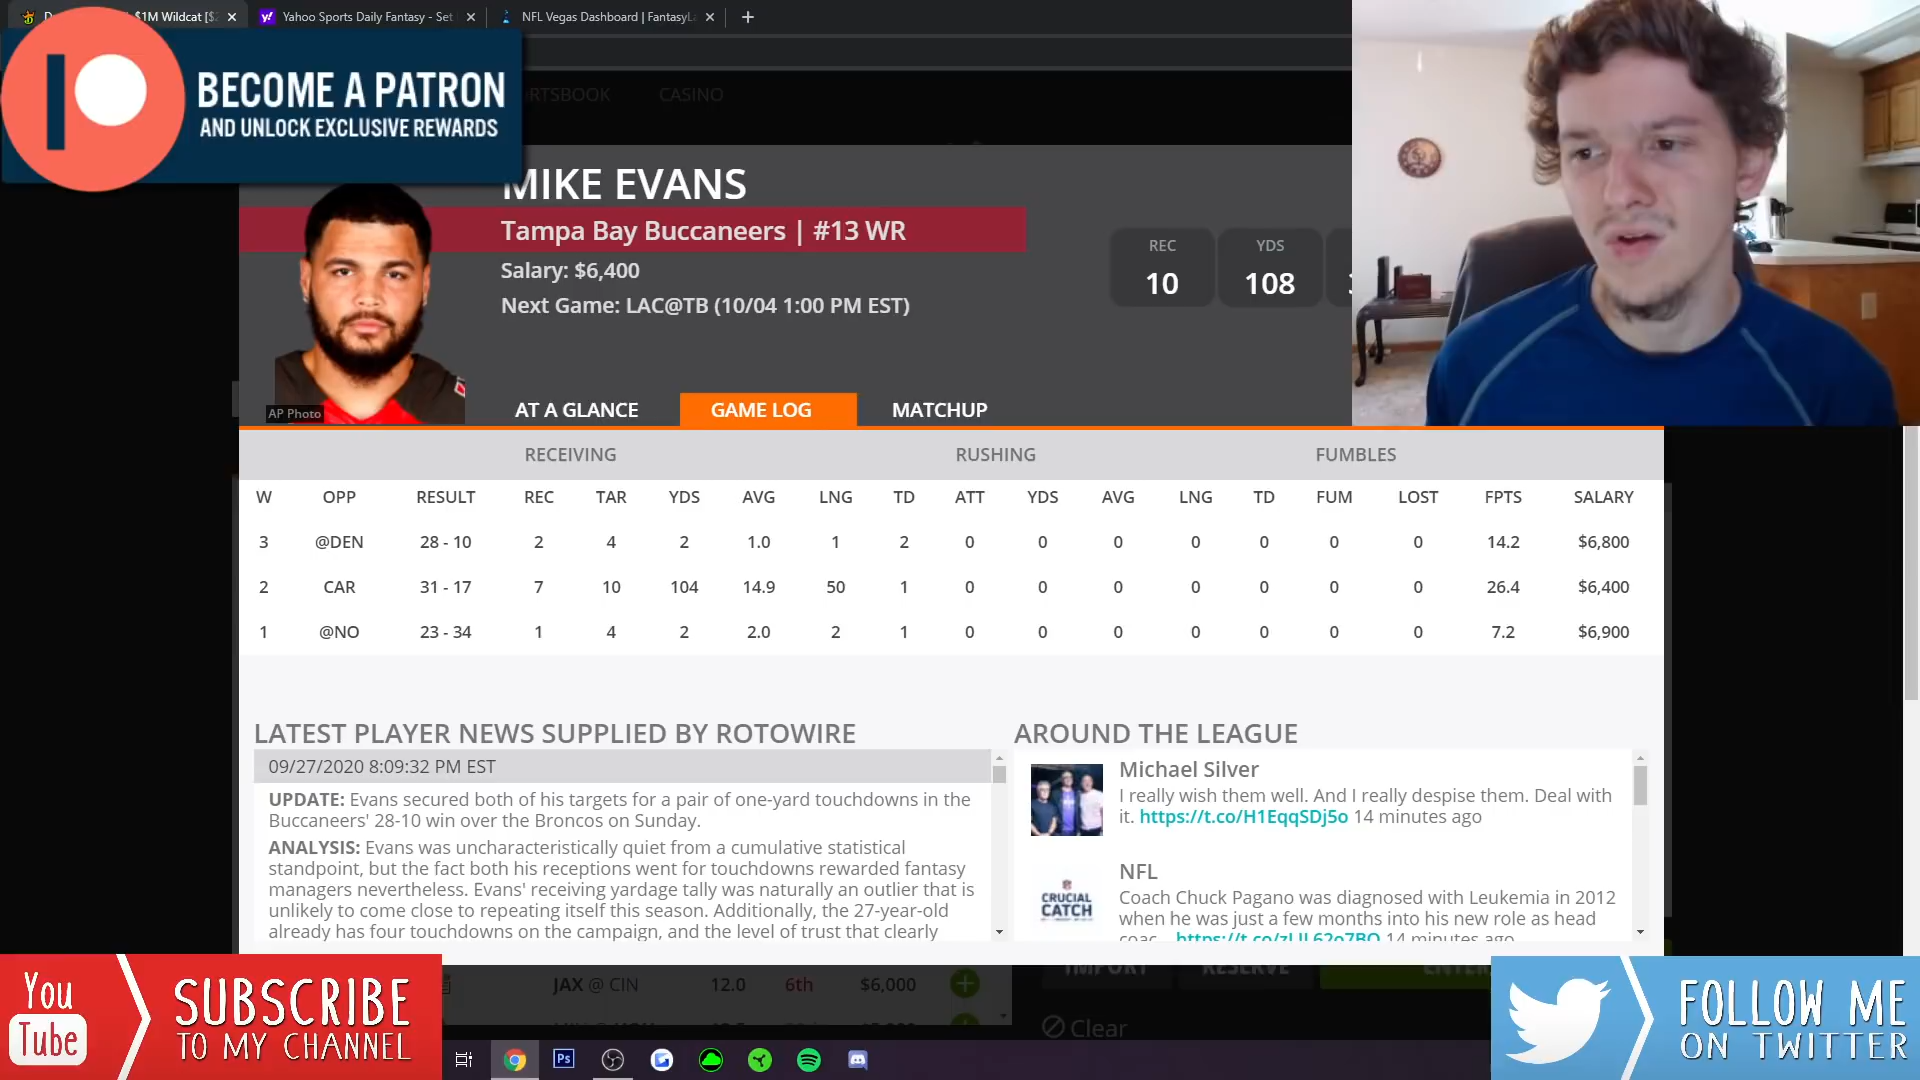 $1M Wildcat [$
Yahoo Sports Daily Fantasy - Set
NFL Vegas Dashboard | FantasyL
BECOME A PATRON
AND UNLOCK EXCLUSIVE REWARDS
RTSBOOK
CASINO
MIKE EVANS
Tampa Bay Buccaneers | #13 WR
Salary: $6,400
Next Game: LAC@TB (10/04 1:00 PM EST)
REC YDS
10 108
AP Photo
AT A GLANCE GAME LOG MATCHUP
RECEIVING RUSHING FUMBLES
W OPP RESULT REC TAR YDS AVG LNG TD ATT YDS AVG LNG TD FUM LOST FPTS SALARY
3 @DEN 28 - 10 2 4 2 1.0 1 2 0 0 0 0 0 0 0 14.2 $6,800
2 CAR 31 - 17 7 10 104 14.9 50 1 0 0 0 0 0 0 0 26.4 $6,400
1 @NO 23 - 34 1 4 2 2.0 2 1 0 0 0 0 0 0 0 7.2 $6,900
LATEST PLAYER NEWS SUPPLIED BY ROTOWIRE
09/27/2020 8:09:32 PM EST
UPDATE: Evans secured both of his targets for a pair of one-yard touchdowns in the
Buccaneers' 28-10 win over the Broncos on Sunday.
ANALYSIS: Evans was uncharacteristically quiet from a cumulative statistical
standpoint, but the fact both his receptions went for touchdowns rewarded fantasy
managers nevertheless. Evans' receiving yardage tally was naturally an outlier that is
unlikely to come close to repeating itself this season. Additionally, the 27-year-old
already has four touchdowns on the campaign, and the level of trust that clearly
AROUND THE LEAGUE
Michael Silver
I really wish them well. And I really despise them. Deal with
it. https://t.co/H1EqqSDj5o 14 minutes ago
CRUCIAL
CATCH
NFL
Coach Chuck Pagano was diagnosed with Leukemia in 2012
when he was just a few months into his new role as head
14 minutes ago
JAX @ CIN 12.0 6th $6,000
IMPORT RESERVE
Clear
You
Tube
SUBSCRIBE
TO MY CHANNEL
Ps
FOLLOW ME
ON TWITTER